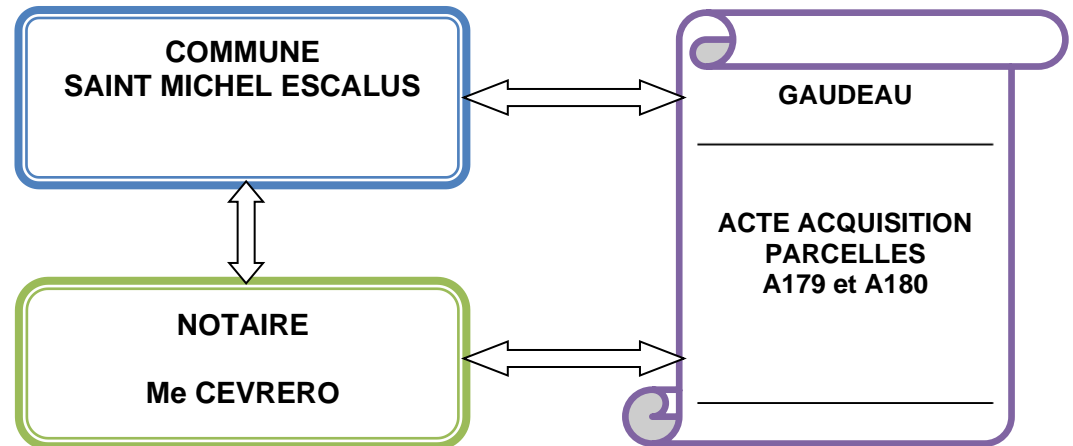 COMMUNE
SAINT MICHEL ESCALUS
GAUDEAU
ACTE ACQUISITION
PARCELLES
A179 et A180
NOTAIRE
Me CEVRERO